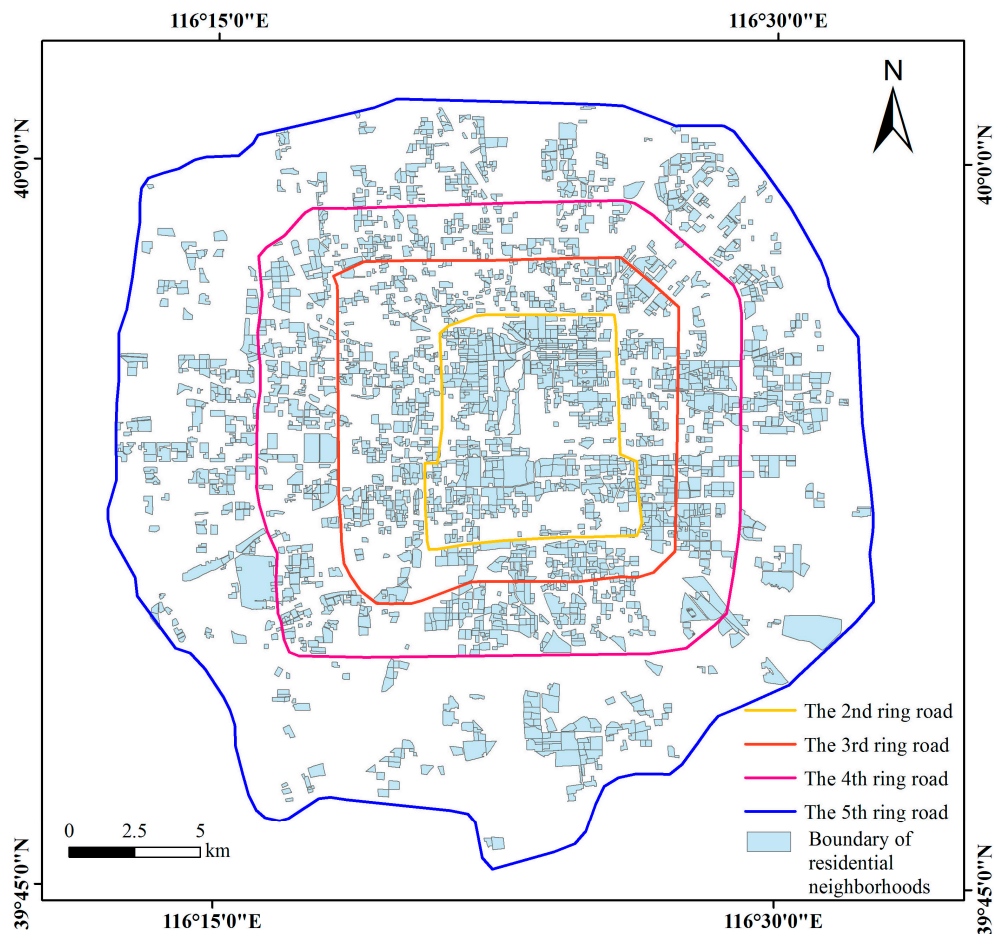 116°15'0"E
116°30'0"E
N
40°0'0"N
40°0'0"N
The 2nd ring road
The 3rd ring road
The 4th ring road
The 5th ring road
Boundary of
residential
neighborhoods
0 2.5 5
km
39°45'0"N
39°45'0"N
116°15'0"E
116°30'0"E